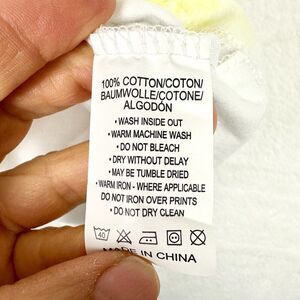 100% COTTON/COTON/
BAUMWOLLE/COTONE/
ALGODÓN
• WASH INSIDE OUT
• WARM MACHINE WASH
• DO NOT BLEACH
• DRY WITHOUT DELAY
• MAY BE TUMBLE DRIED
• WARM IRON - WHERE APPLICABLE
DO NOT IRON OVER PRINTS
• DO NOT DRY CLEAN
40
MADE IN CHINA